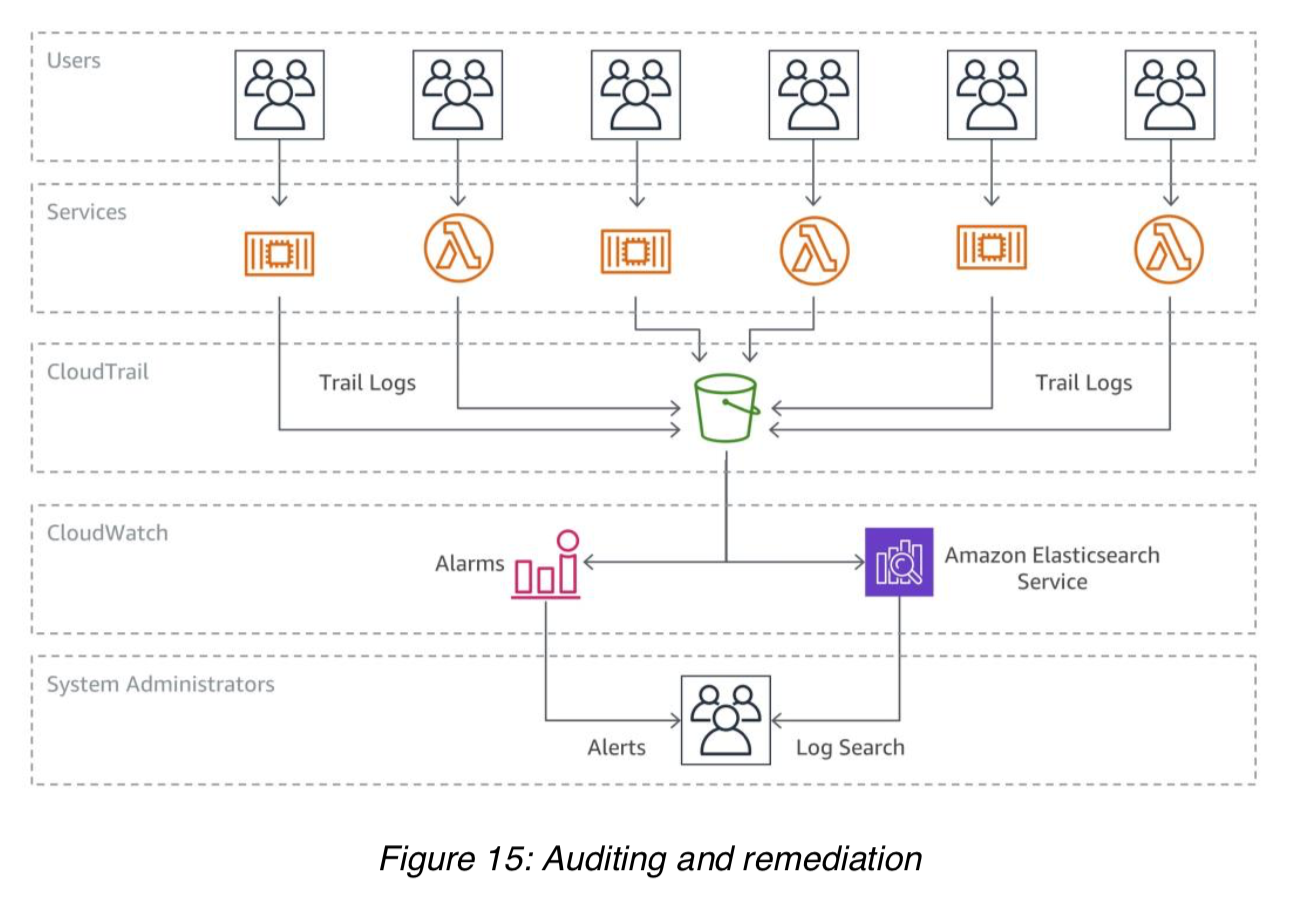 Users
Services
CloudTrail
Trail Logs
Trail Logs
CloudWatch
Alarms
Amazon Elasticsearch
Service
System Administrators
Alerts
Log Search
Figure 15: Auditing and remediation